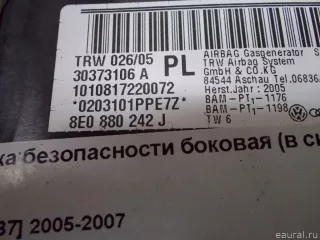 TRW 026/05 PL
30373106 A
1010817220072
*0203101PPE7Z*
8E0 880 242 J
AIRBAG Gasgenerator
TRW Airbag System
GmbH & CO.KG
84544 Aschau Tel.06836
Herst.Jahr: 2005
BAM-PT1-1176
BAM-PT1-1198
TW 6
безопасности боковая (в
37] 2005-2007
eaural.ru